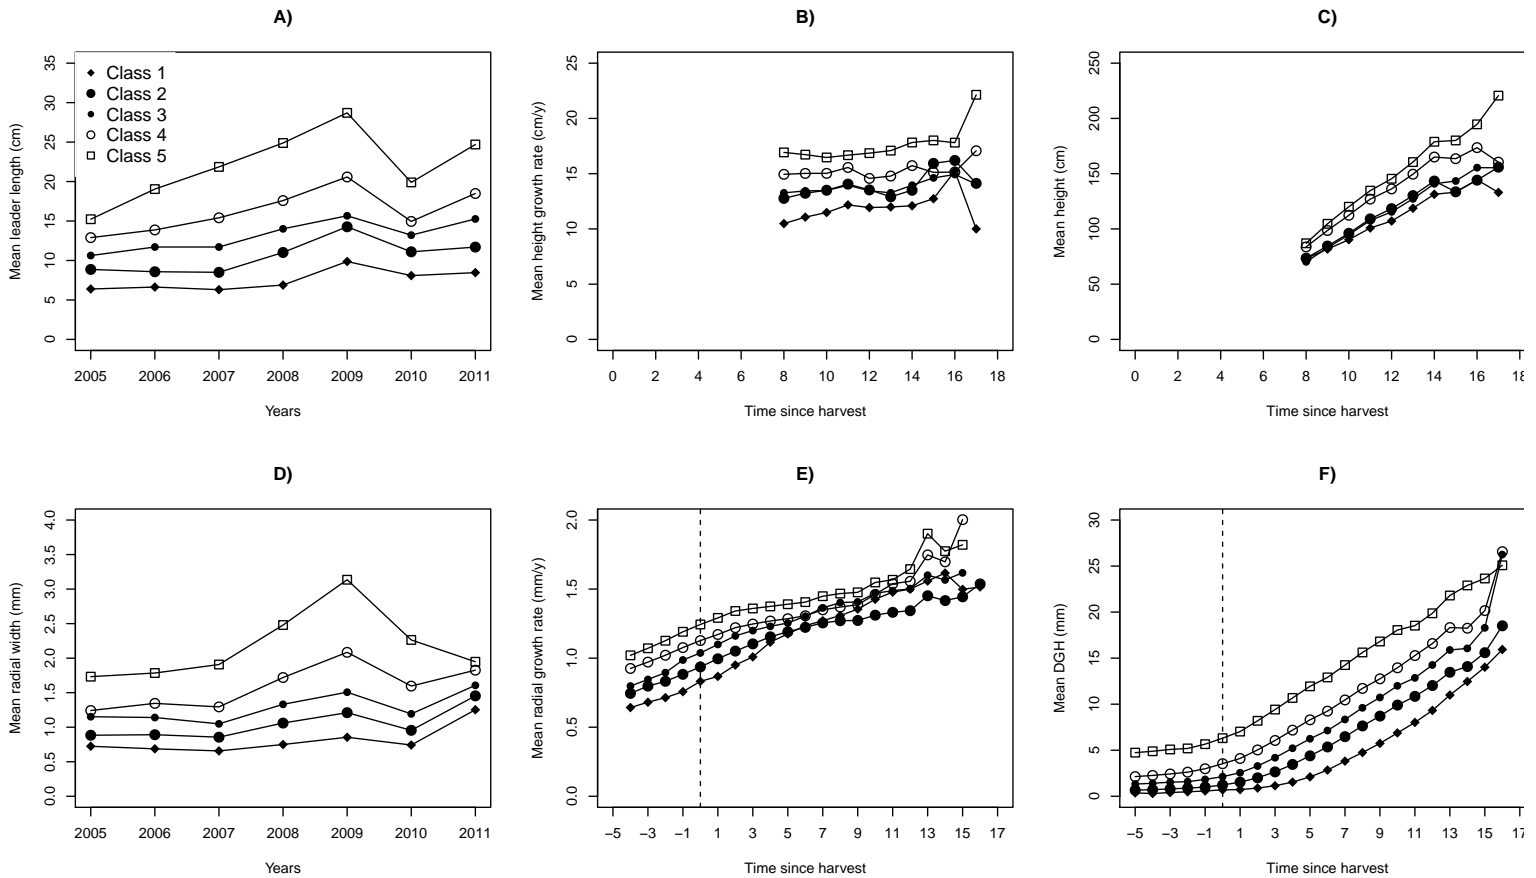 A)
Mean leader length (cm)
35
30
25
20
15
10
5
0
Class 1
Class 2
Class 3
Class 4
Class 5
2005 2006 2007 2008 2009 2010 2011
Years
B)
Mean height growth rate (cm/y)
25
20
15
10
5
0
0 2 4 6 8 10 12 14 16 18
Time since harvest
C)
Mean height (cm)
250
200
150
100
50
0
0 2 4 6 8 10 12 14 16 18
Time since harvest
D)
Mean radial width (mm)
4.0
3.5
3.0
2.5
2.0
1.5
1.0
0.5
0.0
2005 2006 2007 2008 2009 2010 2011
Years
E)
Mean radial growth rate (mm/y)
2.0
1.5
1.0
0.5
0.0
−5 −3 −1 1 3 5 7 9 11 13 15 17
Time since harvest
F)
Mean DGH (mm)
30
25
20
15
10
5
0
−5 −3 −1 1 3 5 7 9 11 13 15 17
Time since harvest